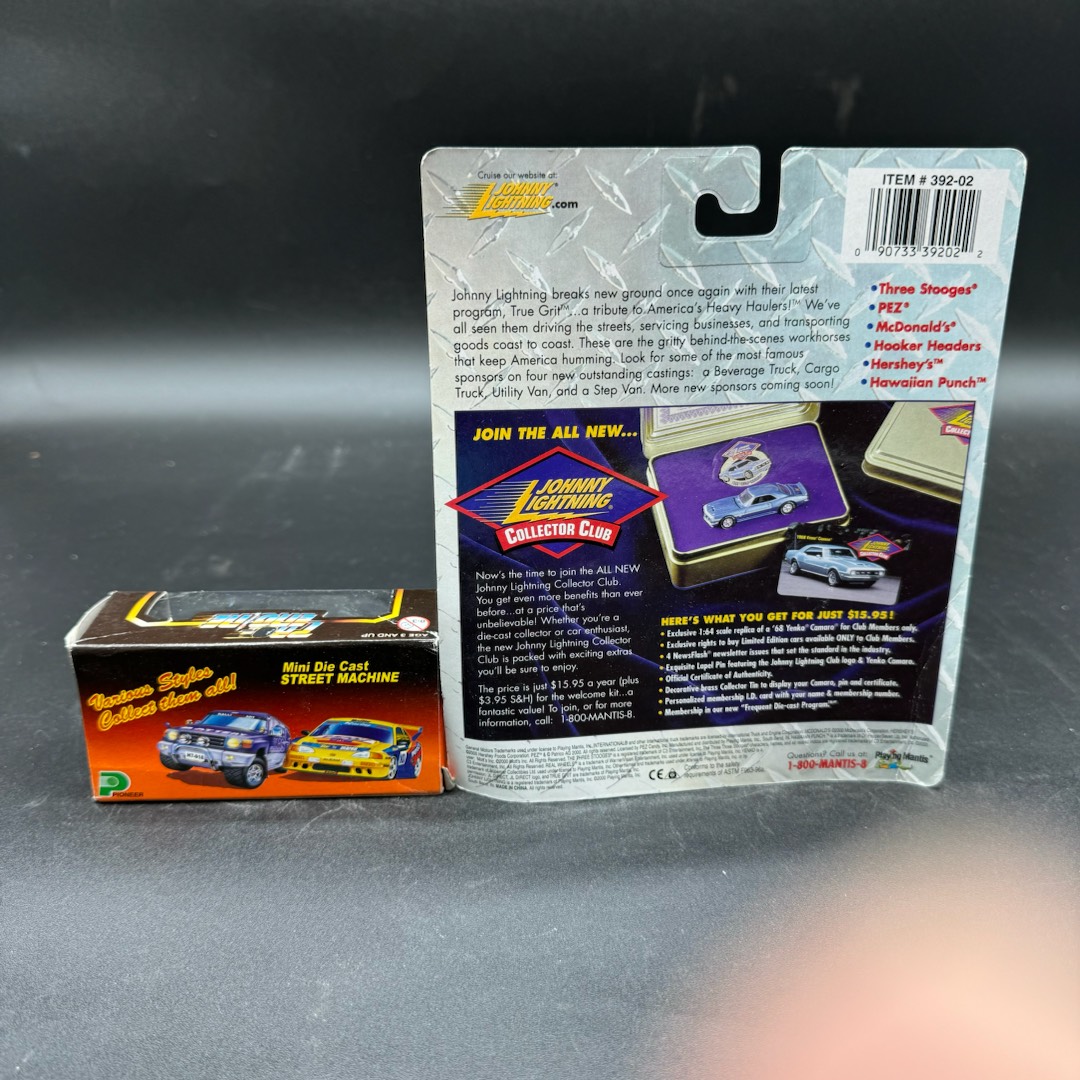 Cruise our website at:
JOHNNY
LIGHTNING®.com
ITEM # 392-02
0 90733 39202 2
Johnny Lightning breaks new ground once again with their latest
program, True Grit™...a tribute to America's Heavy Haulers!™ We've
all seen them driving the streets, servicing businesses, and transporting
goods coast to coast. These are the gritty behind-the-scenes workhorses
that keep America humming. Look for some of the most famous
sponsors on four new outstanding castings: a Beverage Truck, Cargo
Truck, Utility Van, and a Step Van. More new sponsors coming soon!
• Three Stooges®
• PEZ®
• McDonald's®
• Hooker Headers
• Hershey's™
• Hawaiian Punch™
JOIN THE ALL NEW...
JOHNNY
LIGHTNING®
COLLECTOR CLUB
Now's the time to join the ALL NEW
Johnny Lightning Collector Club.
You get even more benefits than ever
before...at a price that's
unbelievable! Whether you're a
die-cast collector or car enthusiast,
the new Johnny Lightning Collector
Club is packed with exciting extras
you'll be sure to enjoy.
The price is just $15.95 a year (plus
$3.95 S&H) for the welcome kit...a
fantastic value! To join, or for more
information, call: 1-800-MANTIS-8.
HERE'S WHAT YOU GET FOR JUST $15.95!
• Exclusive 1:64 scale replica of a '68 Yenko™ Camaro® for Club Members only.
• Exclusive rights to buy Limited Edition cars available ONLY to Club Members.
• 4 NewsFlash® newsletter issues that set the standard in the industry.
• Exquisite Lapel Pin featuring the Johnny Lightning Club logo & Yenko Camaro.
• Official Certificate of Authenticity.
• Decorative brass Collector Tin to display your Camaro, pin and certificate.
• Personalized membership I.D. card with your name & membership number.
• Membership in our new "Frequent Die-cast Program."™
Conforms to the safety
requirements of ASTM
CE
MADE IN CHINA.
Questions? Call us at:
1-800-MANTIS-8
Playing Mantis
AGE 3 AND UP
Various Styles
Collect them all!
Mini Die Cast
STREET MACHINE
PIONEER